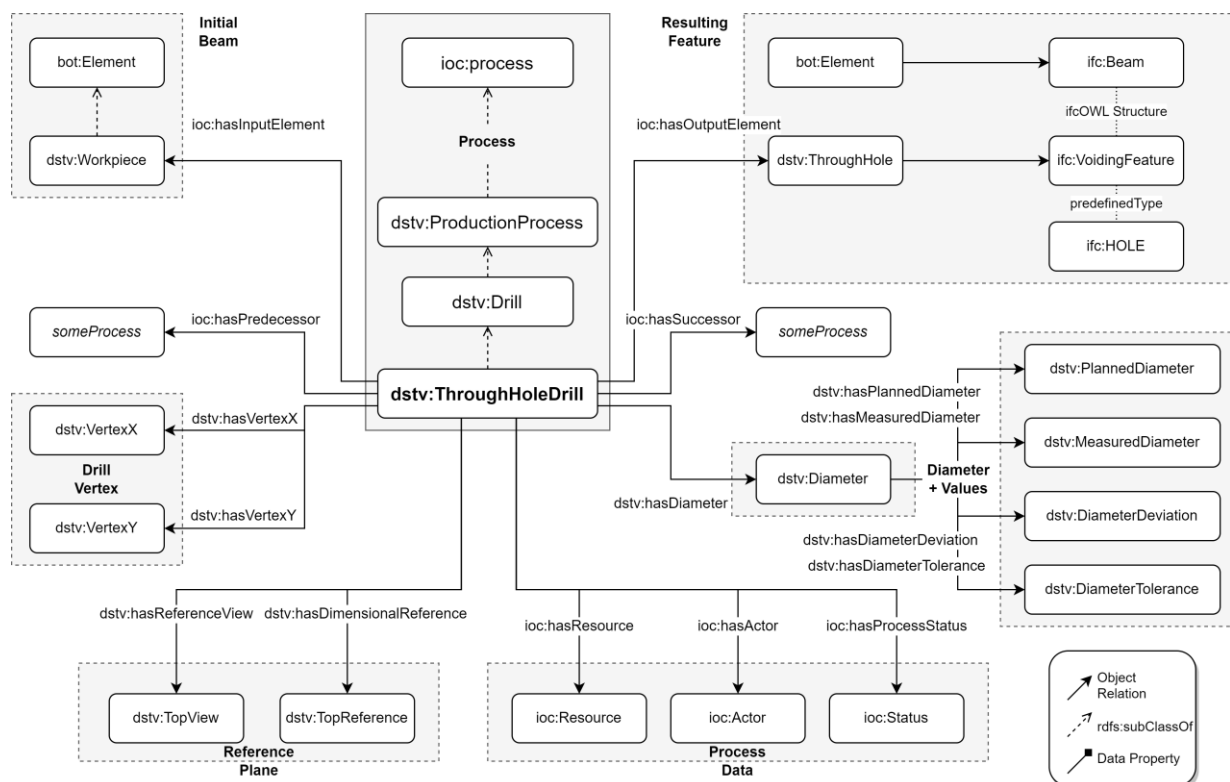 Initial
Beam
bot:Element
dstv:Workpiece
ioc:hasInputElement
ioc:process
Process
dstv:ProductionProcess
dstv:Drill
dstv:ThroughHoleDrill
Resulting
Feature
bot:Element
ifc:Beam
ifcOWL Structure
ioc:hasOutputElement
dstv:ThroughHole
ifc:VoidingFeature
predefinedType
ifc:HOLE
someProcess
ioc:hasPredecessor
ioc:hasSuccessor
someProcess
dstv:VertexX
dstv:hasVertexX
Drill
Vertex
dstv:VertexY
dstv:hasVertexY
dstv:hasDiameter
dstv:Diameter
Diameter
+ Values
dstv:hasPlannedDiameter
dstv:hasMeasuredDiameter
dstv:hasDiameterDeviation
dstv:hasDiameterTolerance
dstv:PlannedDiameter
dstv:MeasuredDiameter
dstv:DiameterDeviation
dstv:DiameterTolerance
dstv:hasReferenceView
dstv:hasDimensionalReference
dstv:TopView
dstv:TopReference
Reference
Plane
ioc:hasResource
ioc:hasActor
ioc:hasProcessStatus
ioc:Resource
ioc:Actor
ioc:Status
Process
Data
Object
Relation
rdfs:subClassOf
Data Property